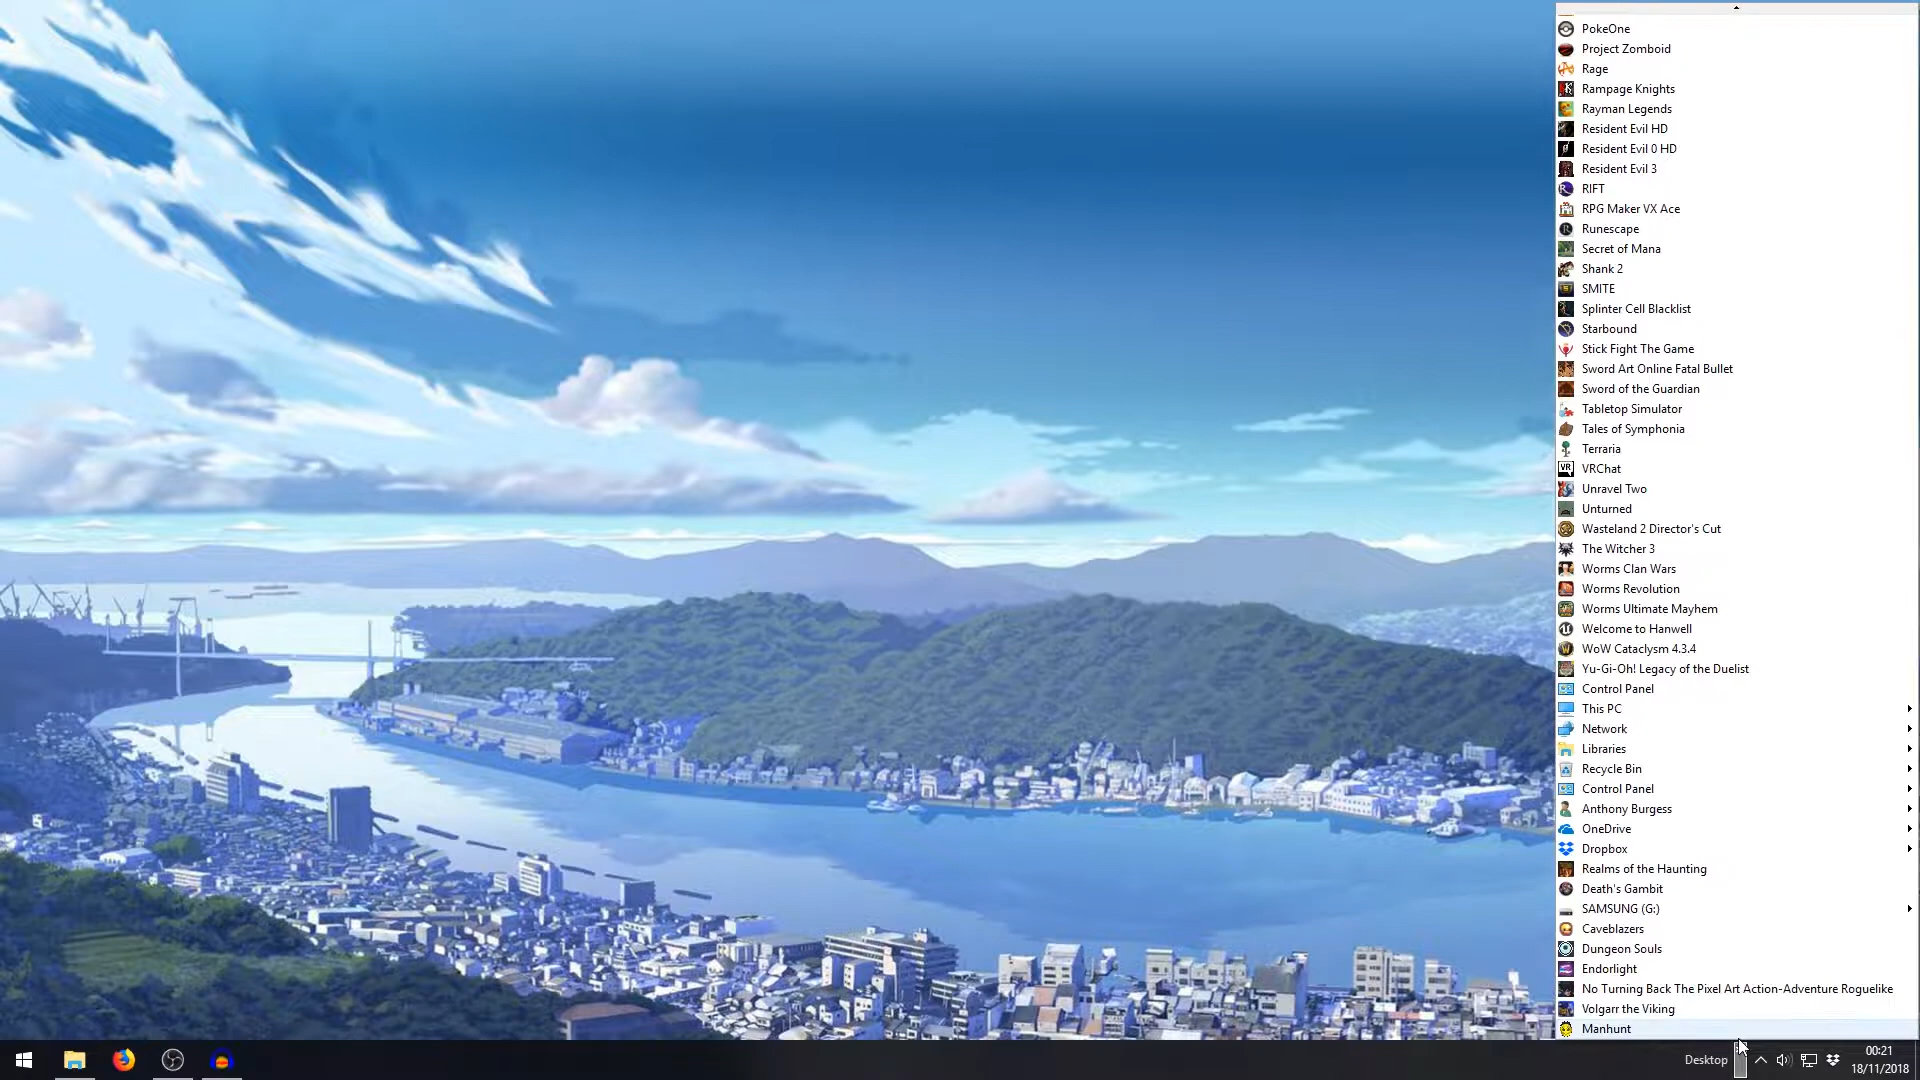 PokeOne
Project Zomboid
Rage
Rampage Knights
Rayman Legends
Resident Evil HD
Resident Evil 0 HD
Resident Evil 3
RIFT
RPG Maker VX Ace
Runescape
Secret of Mana
Shank 2
SMITE
Splinter Cell Blacklist
Starbound
Stick Fight The Game
Sword Art Online Fatal Bullet
Sword of the Guardian
Tabletop Simulator
Tales of Symphonia
Terraria
VR VRChat
Unravel Two
Unturned
Wasteland 2 Director's Cut
The Witcher 3
Worms Clan Wars
Worms Revolution
Worms Ultimate Mayhem
Welcome to Hanwell
WoW Cataclysm 4.3.4
Yu-Gi-Oh! Legacy of the Duelist
Control Panel
This PC
Network
Libraries
Recycle Bin
Control Panel
Anthony Burgess
OneDrive
Dropbox
Realms of the Haunting
Death's Gambit
SAMSUNG (G:)
Caveblazers
Dungeon Souls
Endorlight
No Turning Back The Pixel Art Action-Adventure Roguelike
Volgarr the Viking
Manhunt
Desktop
00:21
18/11/2018